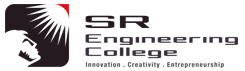 SR
Engineering
College
Innovation . Creativity . Entrepreneurship